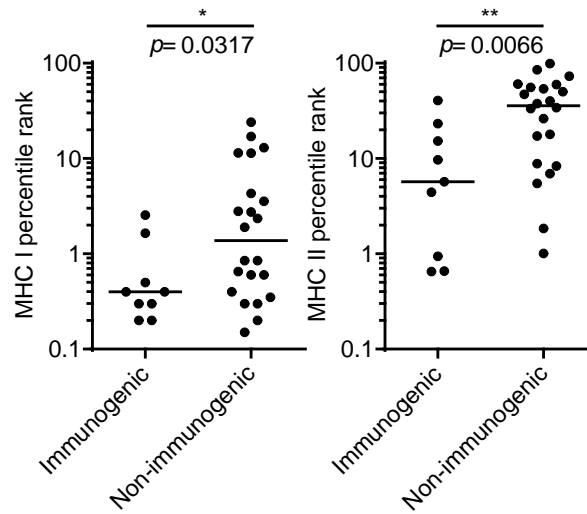 *
p= 0.0317
MHC I percentile rank
100
10
1
0.1
Immunogenic
Non-immunogenic
**
p= 0.0066
MHC II percentile rank
100
10
1
0.1
Immunogenic
Non-immunogenic